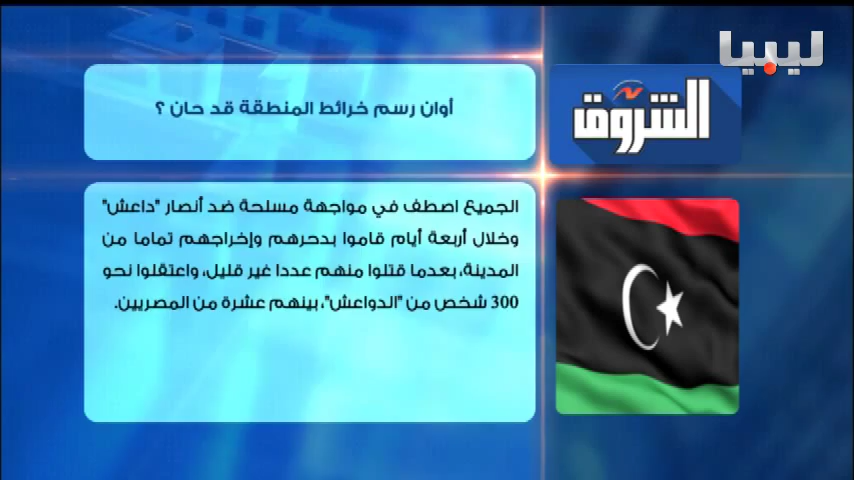 ليبيا
الشروق
أوان رسم خرائط المنطقة قد حان ؟
الجميع اصطف في مواجهة مسلحة ضد أنصار "داعش"
وخلال أربعة أيام قاموا بدحرهم وإخراجهم تماما من
المدينة، بعدما قتلوا منهم عددا غير قليل، واعتقلوا نحو
300 شخص من "الدواعش"، بينهم عشرة من المصريين.